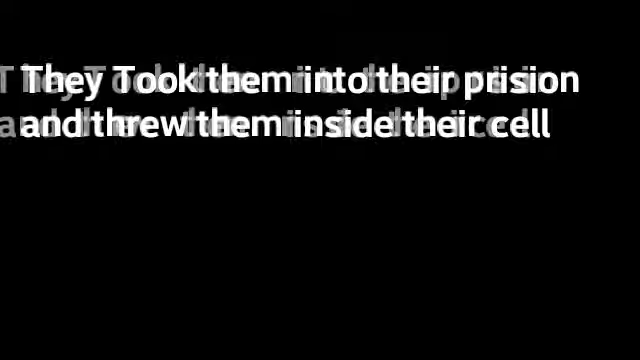 They Took them into their prision
and threw them inside their cell